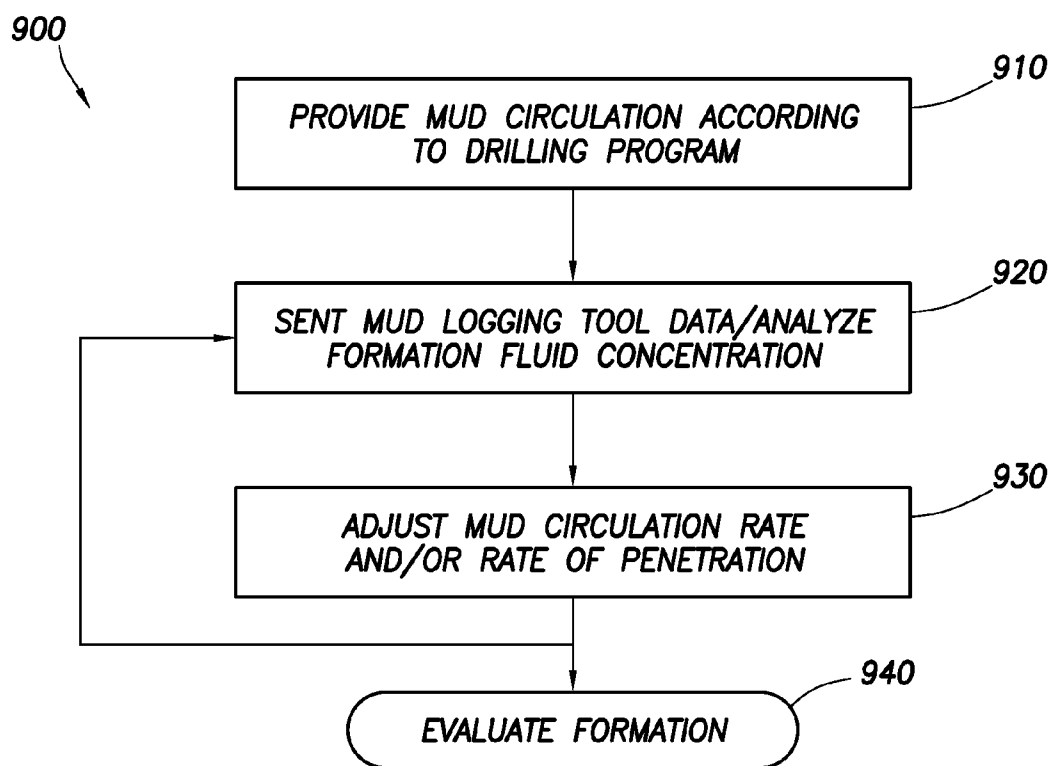 900
910
PROVIDE MUD CIRCULATION ACCORDING
TO DRILLING PROGRAM
920
SENT MUD LOGGING TOOL DATA/ANALYZE
FORMATION FLUID CONCENTRATION
930
ADJUST MUD CIRCULATION RATE
AND/OR RATE OF PENETRATION
940
EVALUATE FORMATION